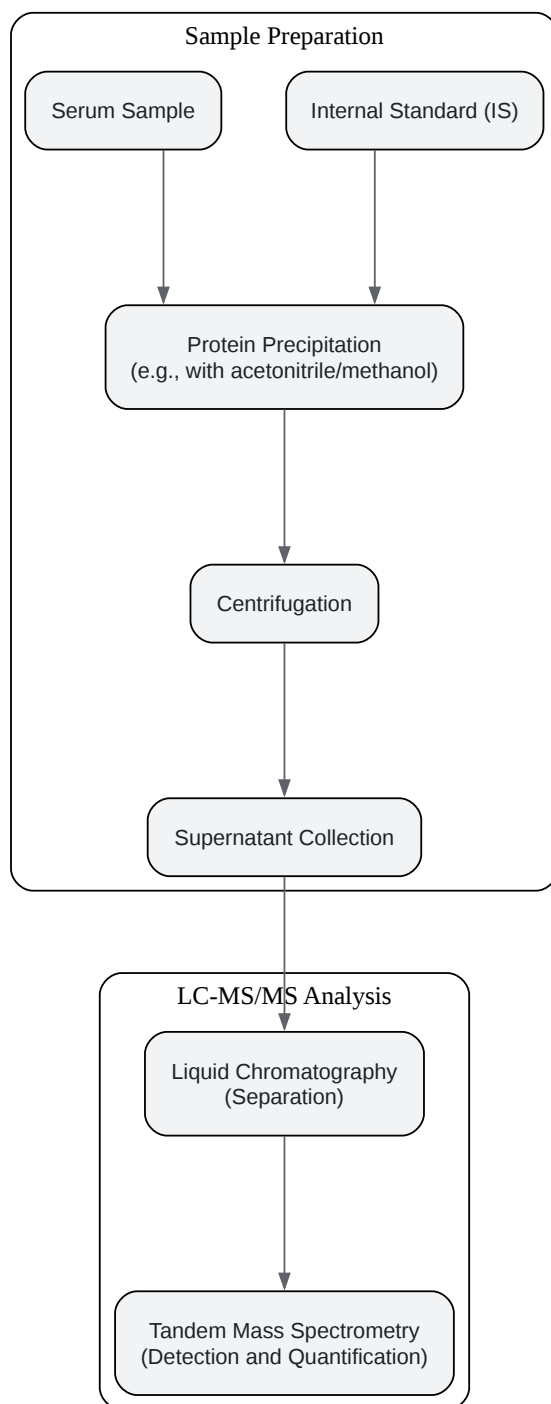 Sample Preparation
Serum Sample
Internal Standard (IS)
Protein Precipitation
(e.g., with acetonitrile/methanol)
Centrifugation
Supernatant Collection
LC-MS/MS Analysis
Liquid Chromatography
(Separation)
Tandem Mass Spectrometry
(Detection and Quantification)